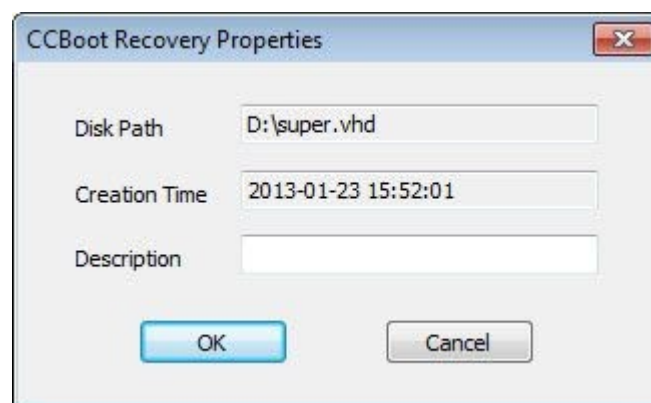 CCBoot Recovery Properties
Disk Path D:\super.vhd
Creation Time 2013-01-23 15:52:01
Description
OK Cancel